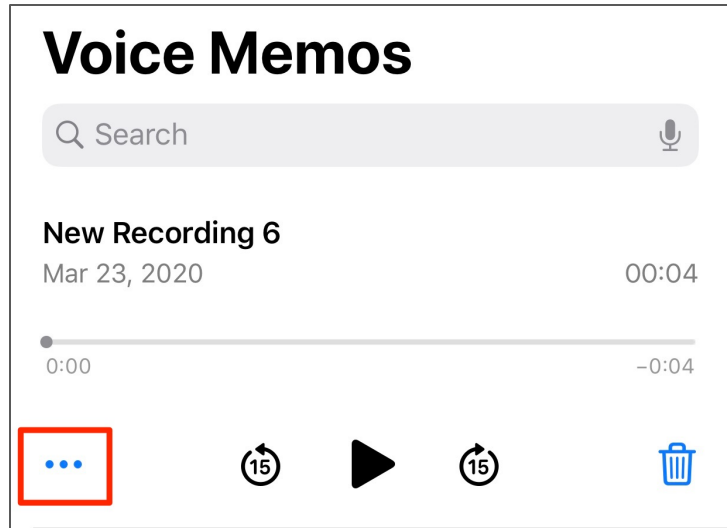 Voice Memos
Search
New Recording 6
Mar 23, 2020 00:04
0:00 −0:04
15 15